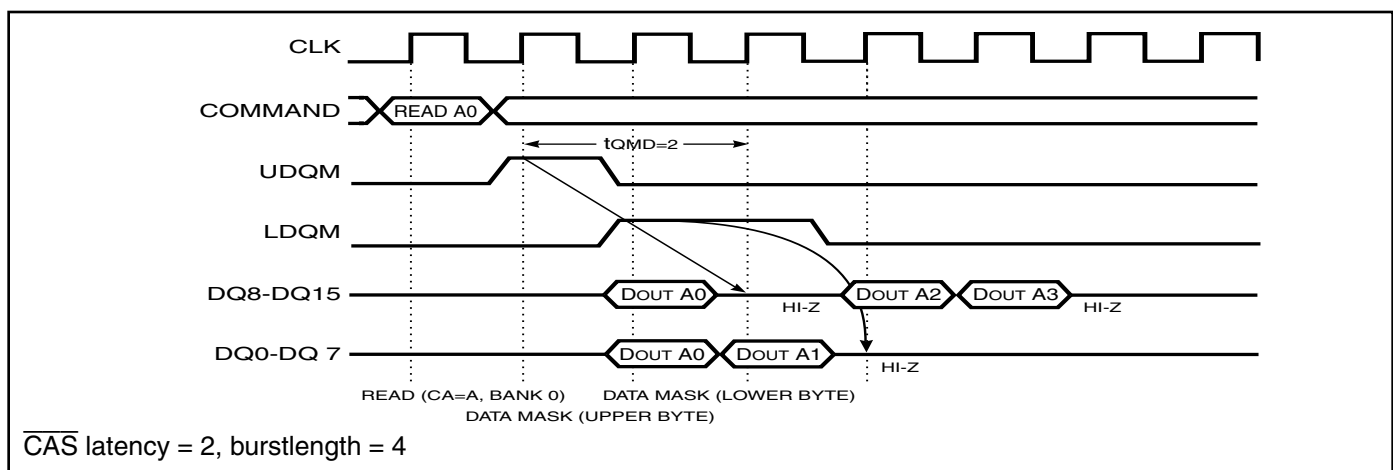 CLK
COMMAND
READ A0
tQMD=2
UDQM
LDQM
DQ8-DQ15
DOUT A0
HI-Z
DOUT A2
DOUT A3
HI-Z
DQ0-DQ 7
DOUT A0
DOUT A1
HI-Z
READ (CA=A, BANK 0)
DATA MASK (LOWER BYTE)
DATA MASK (UPPER BYTE)
CAS latency = 2, burstlength = 4